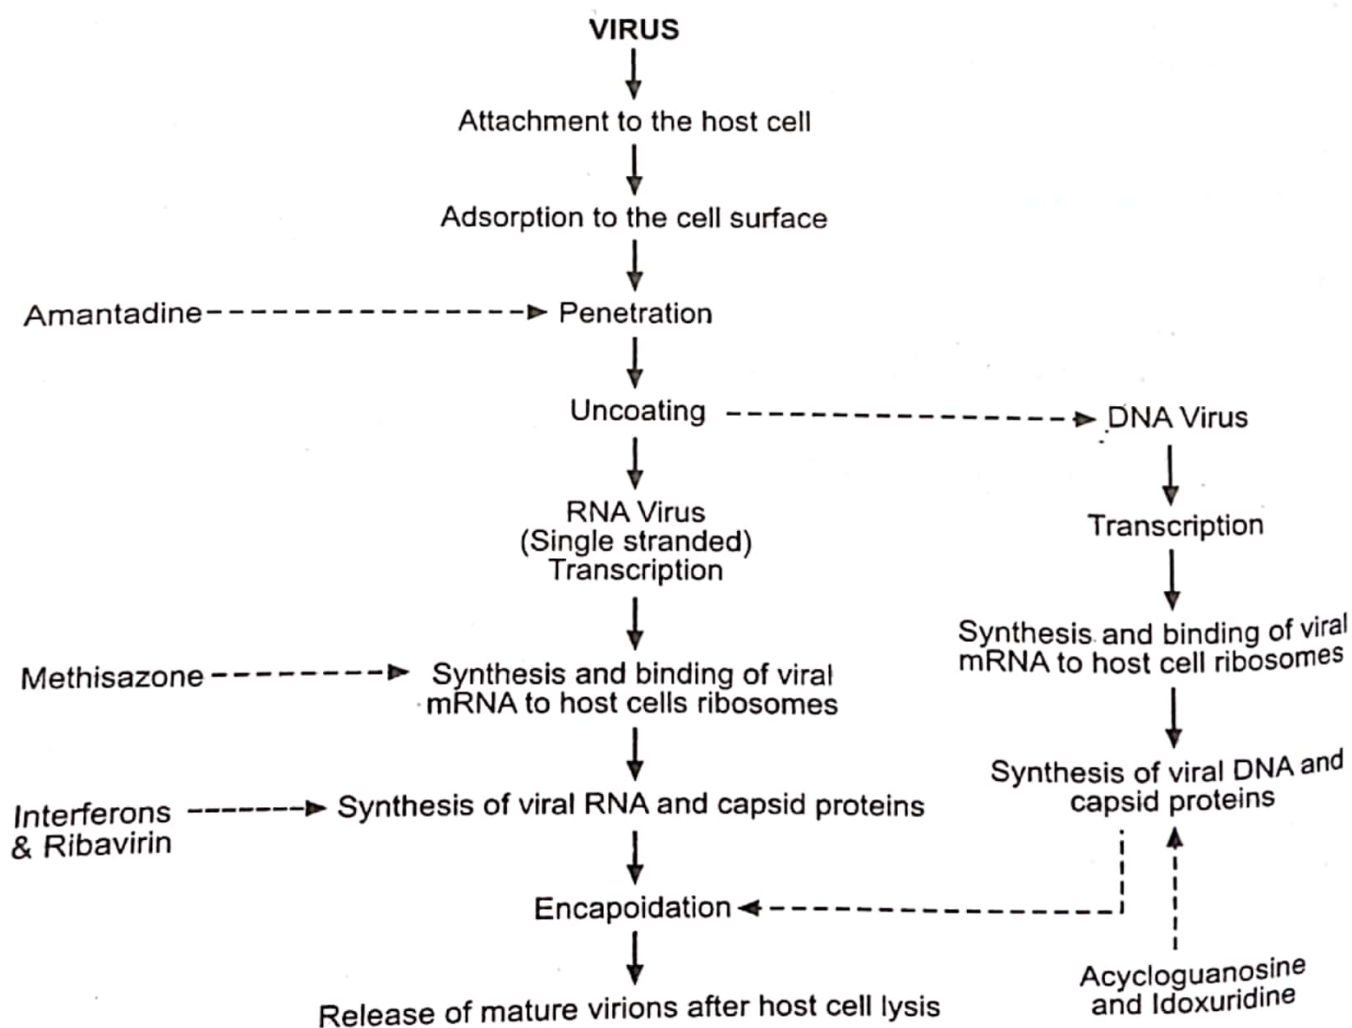 VIRUS
Attachment to the host cell
Adsorption to the cell surface
Amantadine
Penetration
Uncoating
DNA Virus
RNA Virus
(Single stranded)
Transcription
Transcription
Synthesis and binding of viral
mRNA to host cell ribosomes
Methisazone
Synthesis and binding of viral
mRNA to host cells ribosomes
Synthesis of viral DNA and
capsid proteins
Interferons
& Ribavirin
Synthesis of viral RNA and capsid proteins
Encapoidation
Acycloguanosine
and Idoxuridine
Release of mature virions after host cell lysis